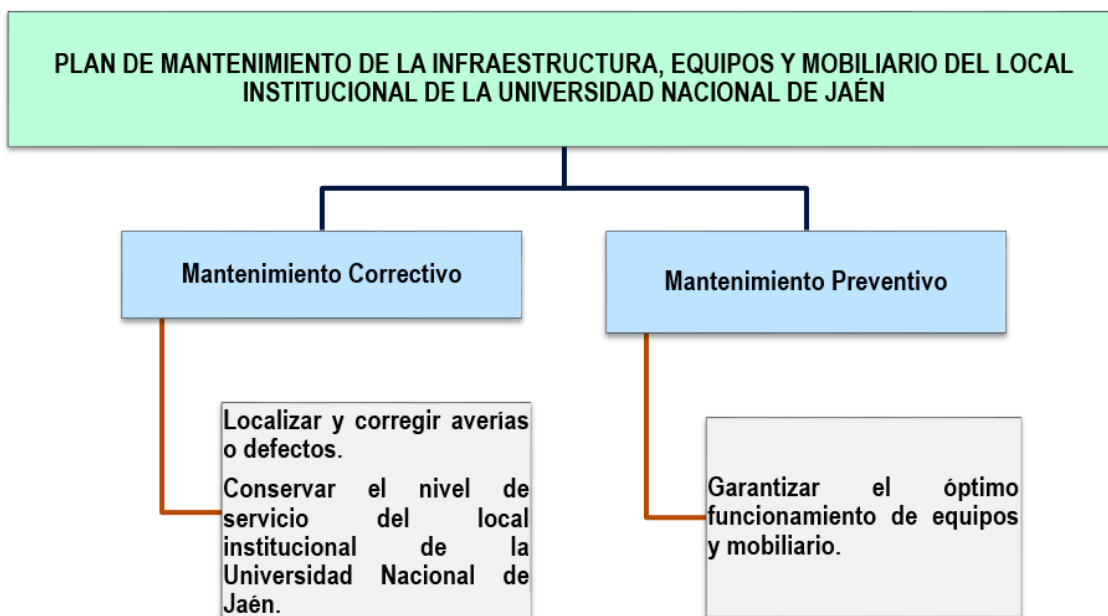 PLAN DE MANTENIMIENTO DE LA INFRAESTRUCTURA, EQUIPOS Y MOBILIARIO DEL LOCAL
INSTITUCIONAL DE LA UNIVERSIDAD NACIONAL DE JAÉN
Mantenimiento Correctivo
Mantenimiento Preventivo
Localizar y corregir averías
o defectos.
Conservar el nivel de
servicio del local
institucional de la
Universidad Nacional de
Jaén.
Garantizar el óptimo
funcionamiento de equipos
y mobiliario.